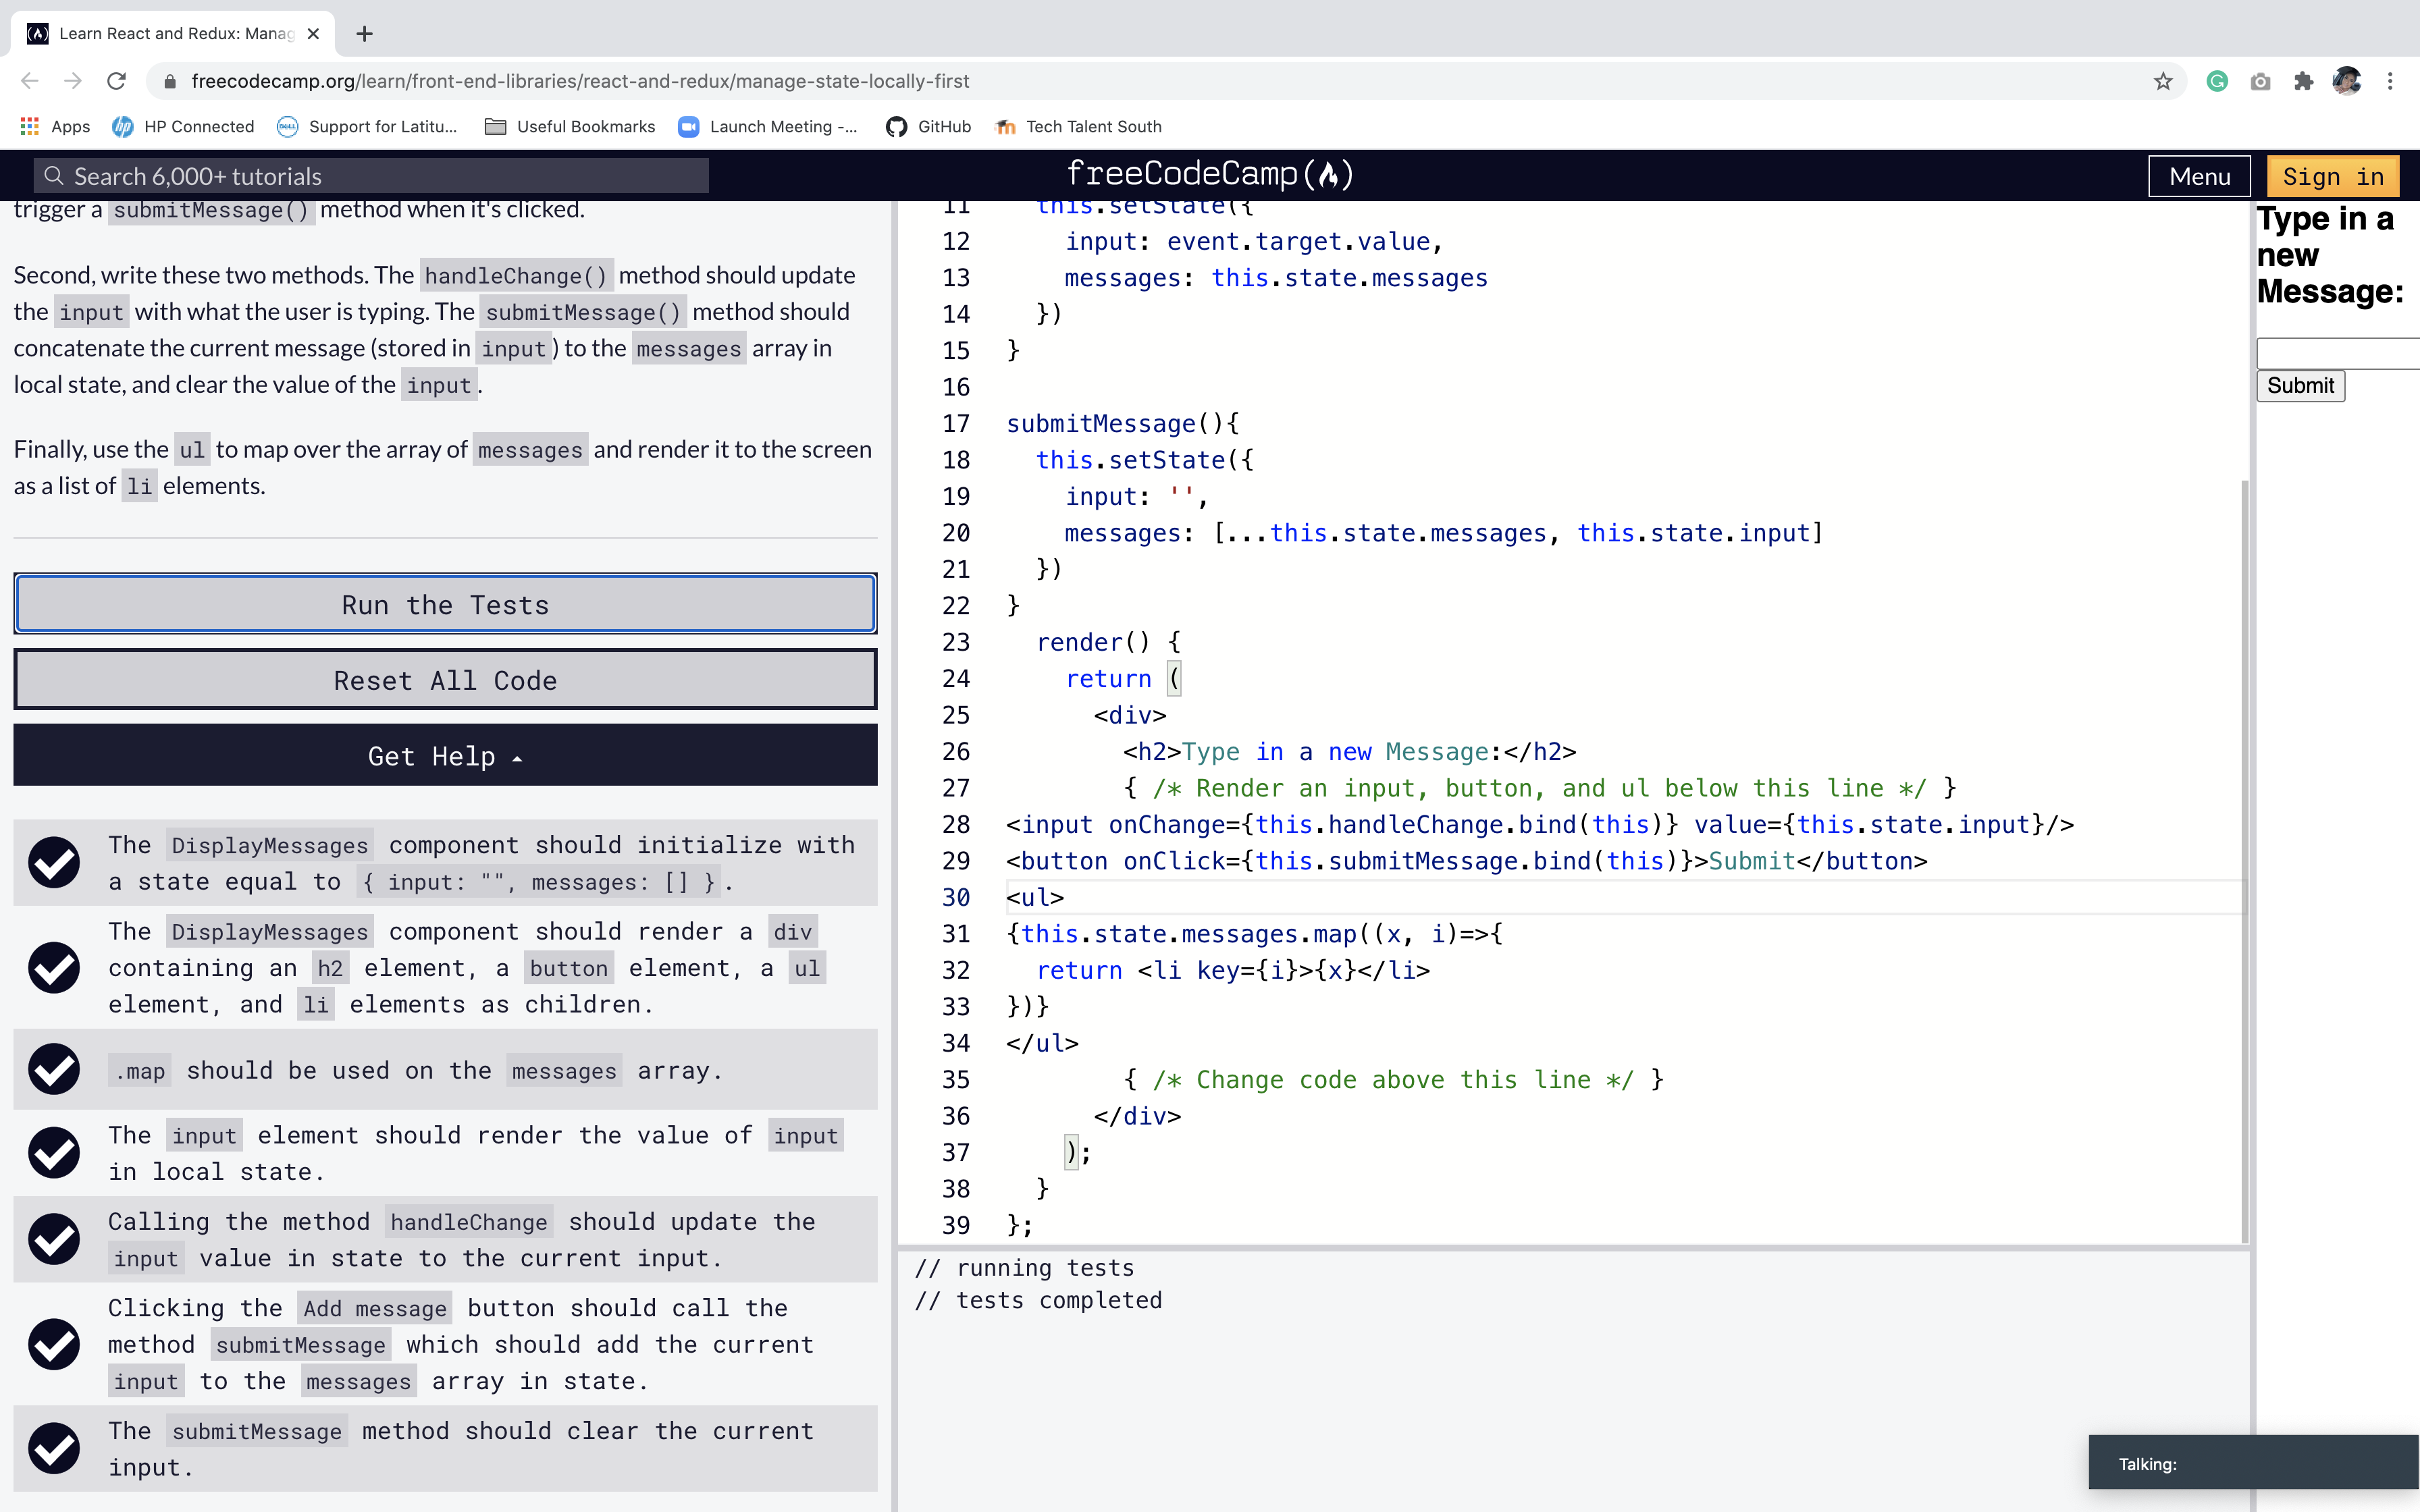 Learn React and Redux: Manag
freecodecamp.org/learn/front-end-libraries/react-and-redux/manage-state-locally-first
Apps HP Connected Support for Latitu... Useful Bookmarks Launch Meeting -... GitHub Tech Talent South
Search 6,000+ tutorials
freeCodeCamp
Menu
Sign in
trigger a submitMessage() method when it's clicked.
Second, write these two methods. The handleChange() method should update
the input with what the user is typing. The submitMessage() method should
concatenate the current message (stored in input) to the messages array in
local state, and clear the value of the input.
Finally, use the ul to map over the array of messages and render it to the screen
as a list of li elements.
Run the Tests
Reset All Code
Get Help
The DisplayMessages component should initialize with
a state equal to { input: "", messages: [] }.
The DisplayMessages component should render a div
containing an h2 element, a button element, a ul
element, and li elements as children.
.map should be used on the messages array.
The input element should render the value of input
in local state.
Calling the method handleChange should update the
input value in state to the current input.
Clicking the Add message button should call the
method submitMessage which should add the current
input to the messages array in state.
The submitMessage method should clear the current
input.
11 this.setState({
12 input: event.target.value,
13 messages: this.state.messages
14 })
15 }
16
17 submitMessage(){
18 this.setState({
19 input: '',
20 messages: [...this.state.messages, this.state.input]
21 })
22 }
23 render() {
24 return (
25 <div>
26 <h2>Type in a new Message:</h2>
27 { /* Render an input, button, and ul below this line */ }
28 <input onChange={this.handleChange.bind(this)} value={this.state.input}/>
29 <button onClick={this.submitMessage.bind(this)}>Submit</button>
30 <ul>
31 {this.state.messages.map((x, i)=>{
32 return <li key={i}>{x}</li>
33 })}
34 </ul>
35 { /* Change code above this line */ }
36 </div>
37 );
38 }
39 };
// running tests
// tests completed
Type in a
new
Message:
Submit
Talking: